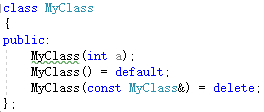 class MyClass
{
public:
    MyClass(int a);
    MyClass() = default;
    MyClass(const MyClass&) = delete;
};